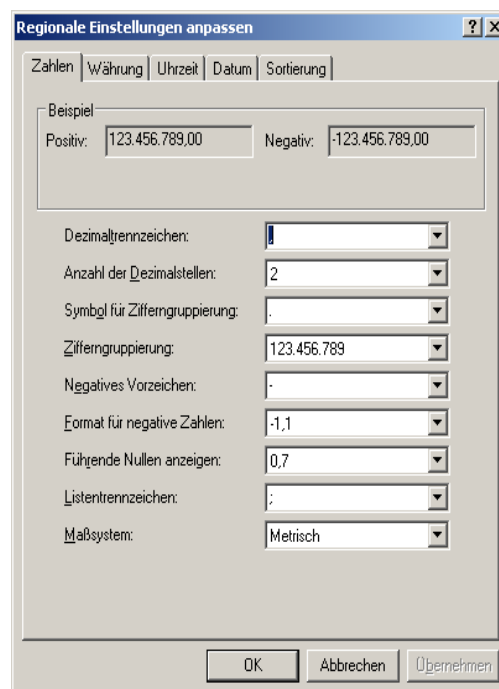 Regionale Einstellungen anpassen
Zahlen Währung Uhrzeit Datum Sortierung
Beispiel
Positiv: 123.456.789,00 Negativ: -123.456.789,00
Dezimaltrennzeichen: ,
Anzahl der Dezimalstellen: 2
Symbol für Zifferngruppierung: .
Zifferngruppierung: 123.456.789
Negatives Vorzeichen: -
Format für negative Zahlen: -1,1
Führende Nullen anzeigen: 0,7
Listentrennzeichen: ;
Maßsystem: Metrisch
OK Abbrechen Übernehmen